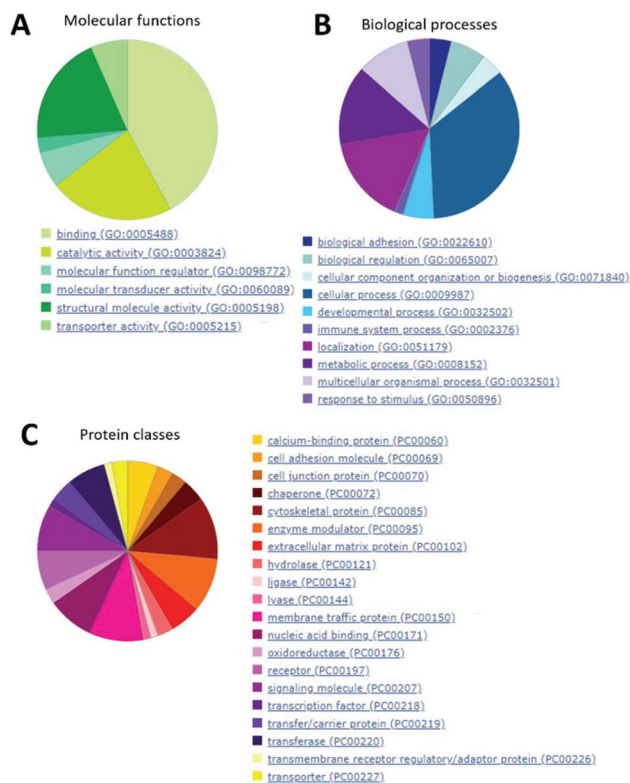 A
Molecular functions
binding (GO:0005488)
catalytic activity (GO:0003824)
molecular function regulator (GO:0098772)
molecular transducer activity (GO:0060089)
structural molecule activity (GO:0005198)
transporter activity (GO:0005215)
B
Biological processes
biological adhesion (GO:0022610)
biological regulation (GO:0065007)
cellular component organization or biogenesis (GO:0071840)
cellular process (GO:0009987)
developmental process (GO:0032502)
immune system process (GO:0002376)
localization (GO:0051179)
metabolic process (GO:0008152)
multicellular organismal process (GO:0032501)
response to stimulus (GO:0050896)
C
Protein classes
calcium-binding protein (PC00060)
cell adhesion molecule (PC00069)
cell junction protein (PC00070)
chaperone (PC00072)
cytoskeletal protein (PC00085)
enzyme modulator (PC00095)
extracellular matrix protein (PC00102)
hydrolase (PC00121)
ligase (PC00142)
lyase (PC00144)
membrane traffic protein (PC00150)
nucleic acid binding (PC00171)
oxidoreductase (PC00176)
receptor (PC00197)
signaling molecule (PC00207)
transcription factor (PC00218)
transfer/carrier protein (PC00219)
transferase (PC00220)
transmembrane receptor regulatory/adaptor protein (PC00226)
transporter (PC00227)